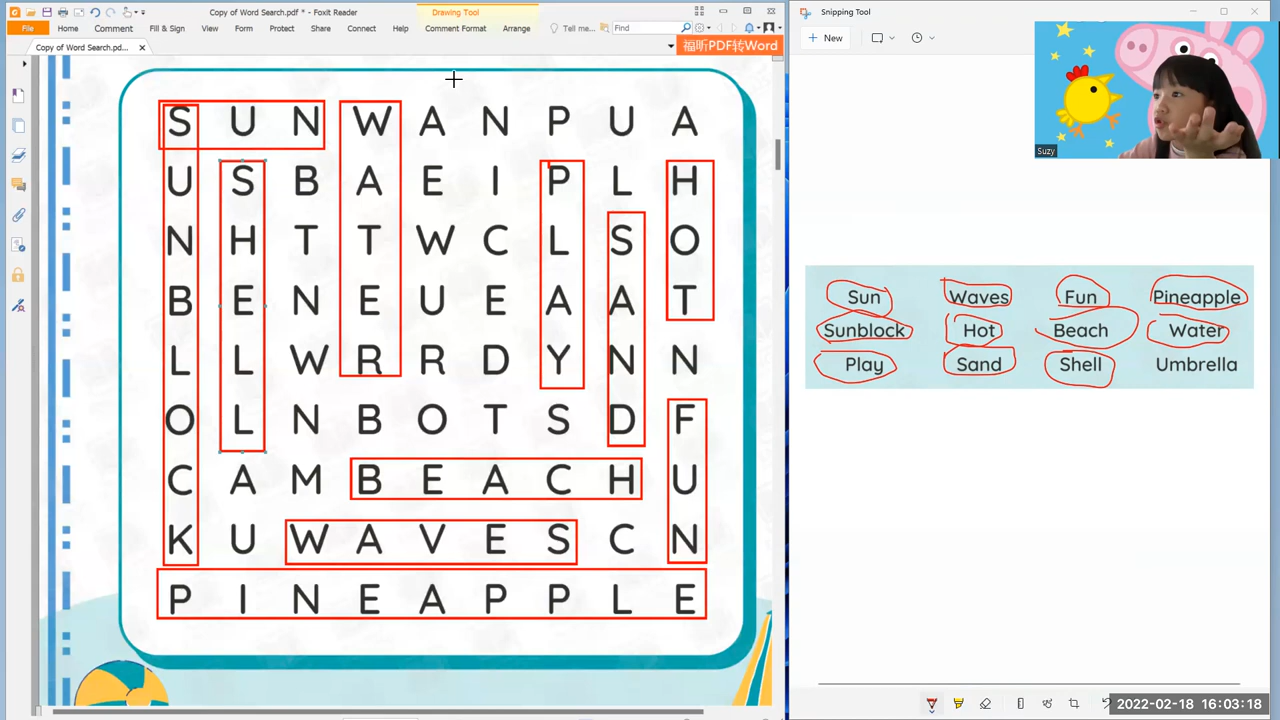 Copy of Word Search.pdf * - Foxit Reader
Drawing Tool
File Home Comment Fill & Sign Draw View Form Protect Share Connect Help Comment Format Arrange Tell me... Find
Copy of Word Search.pd...
福昕PDF转Word
S U N W A N P U A
U S B A E I P L H
N H T T W C L S O
B E N E U E A A T
L L W R R D Y N N
O L N B O T S D F
C A M B E A C H U
K U W A V E S C N
P I N E A P P L E
Snipping Tool
New
Suzy
Sun Waves Fun Pineapple
Sunblock Hot Beach Water
Play Sand Shell Umbrella
2022-02-18 16:03:18